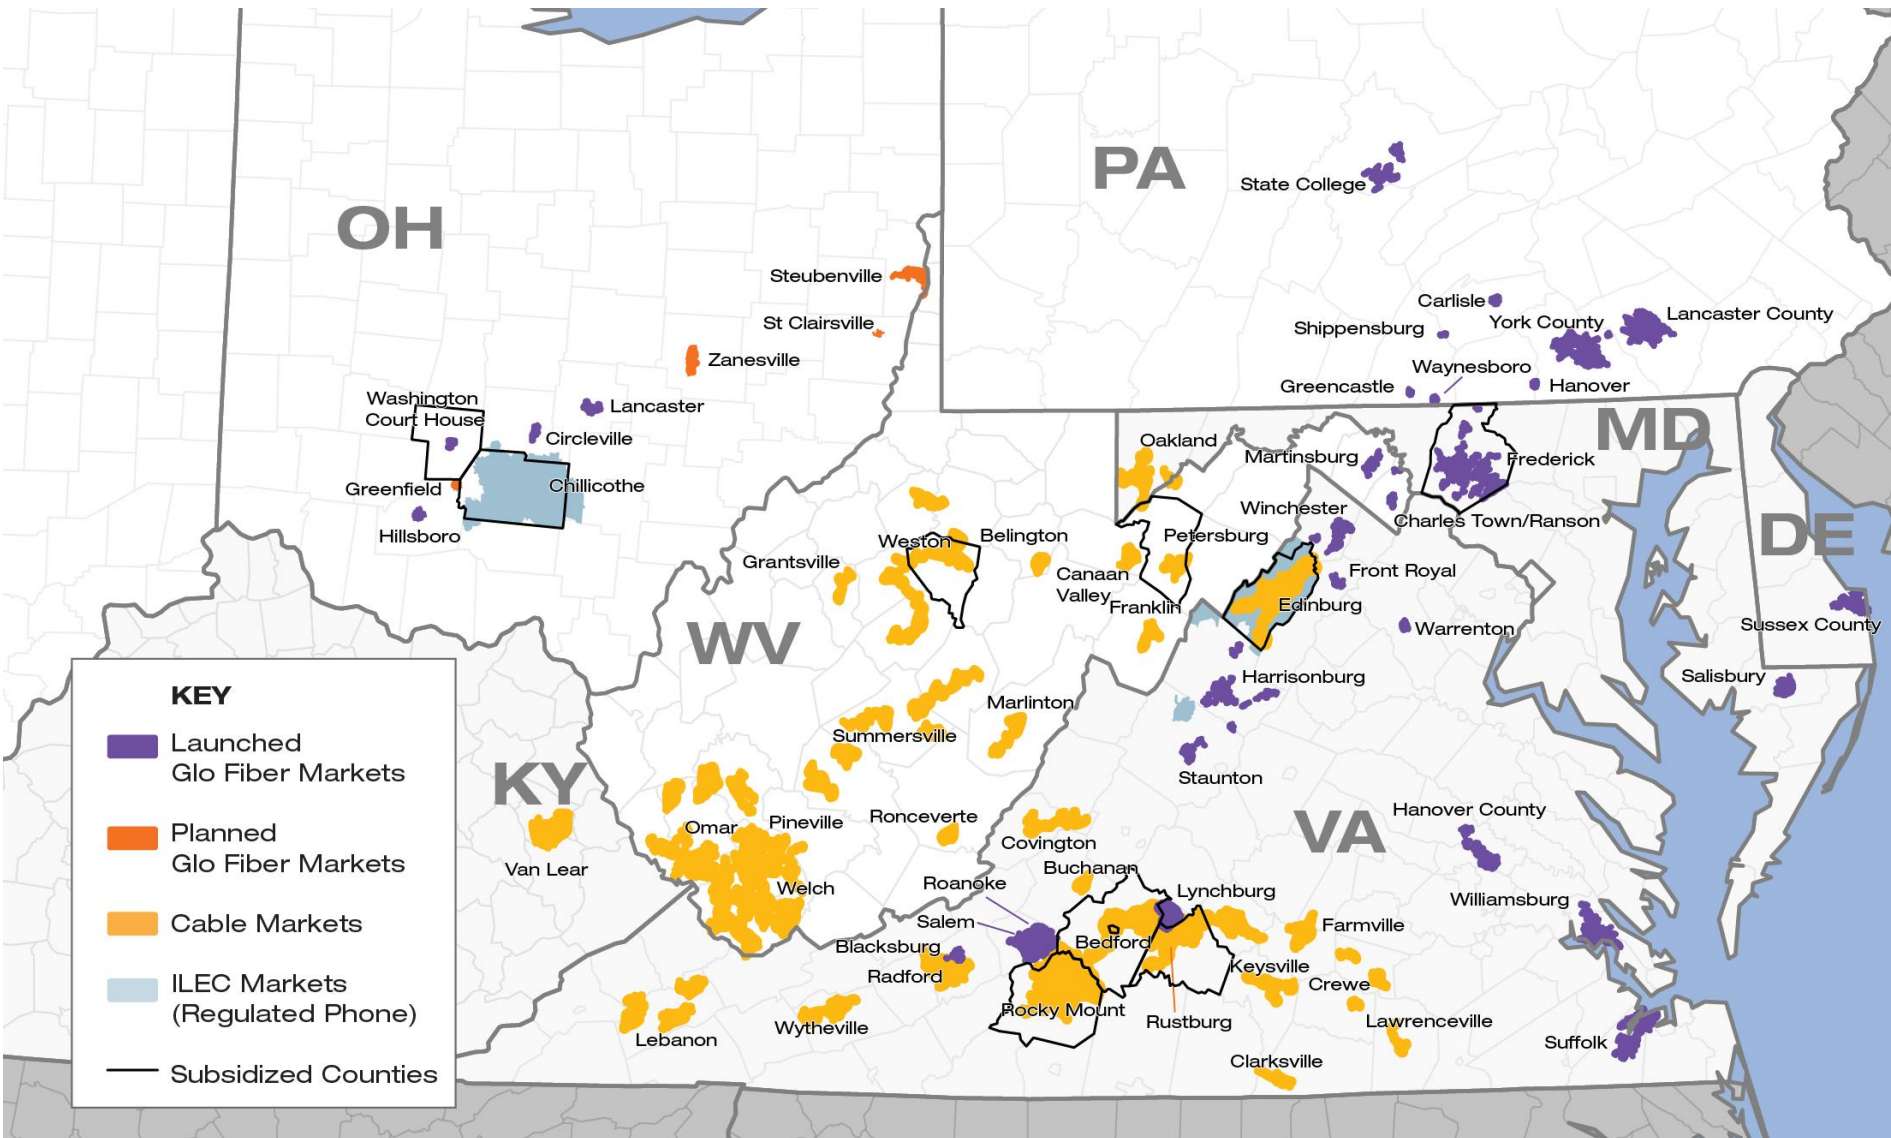 PA
State College
OH
Steubenville
Carlisle
Lancaster County
St Clairsville
Shippensburg
York County
Zanesville
Waynesboro
Greencastle
Hanover
Washington
Court House
Lancaster
MD
Circleville
Oakland
Martinsburg
Frederick
Greenfield
Chillicothe
Winchester
Charles Town/Ranson
Hillsboro
Weston
Belington
Petersburg
DE
Grantsville
Canaan
Valley
Front Royal
Franklin
Edinburg
WV
Warrenton
Sussex County
Harrisonburg
Salisbury
Marlinton
Summersville
Staunton
KY
VA
Omar
Pineville
Ronceverte
Hanover County
Covington
Van Lear
Buchanan
Welch
Roanoke
Lynchburg
Williamsburg
Salem
Farmville
Blacksburg
Bedford
Radford
Keysville
Crewe
Rocky Mount
Rustburg
Lawrenceville
Wytheville
Lebanon
Suffolk
Clarksville
KEY
Launched
Glo Fiber Markets
Planned
Glo Fiber Markets
Cable Markets
ILEC Markets
(Regulated Phone)
Subsidized Counties